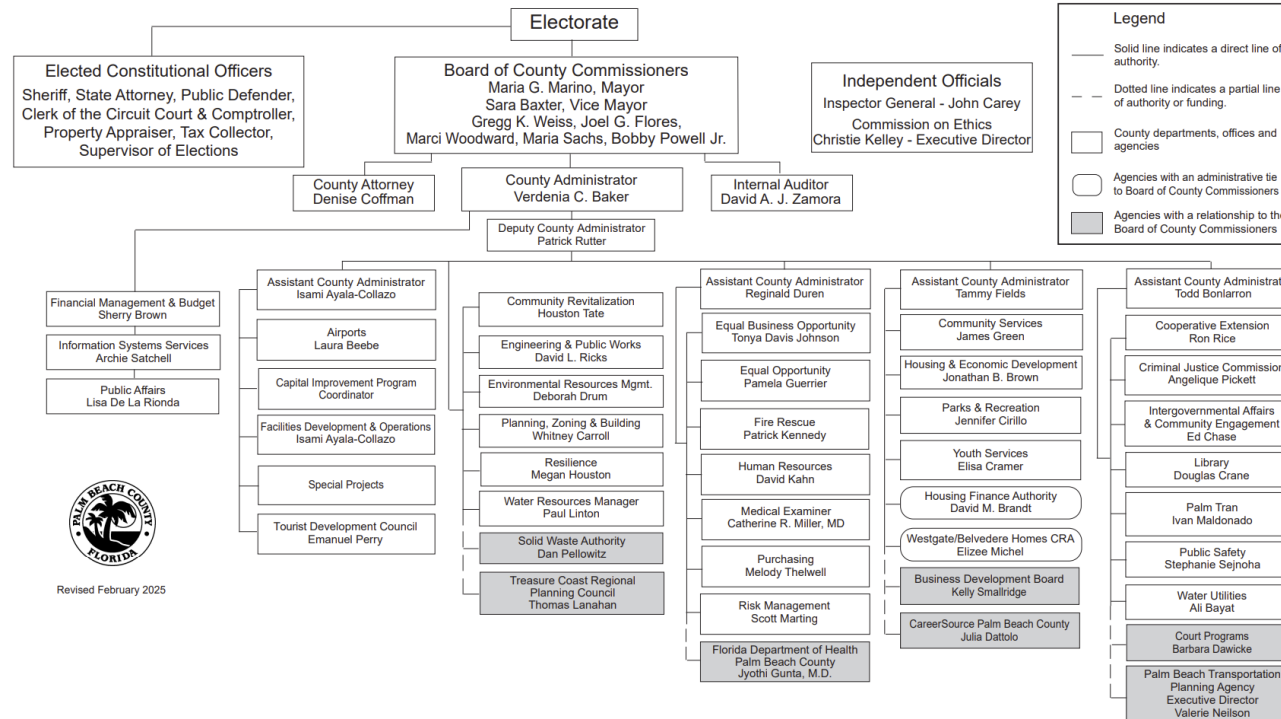 Electorate
Elected Constitutional Officers
Sheriff, State Attorney, Public Defender,
Clerk of the Circuit Court & Comptroller,
Property Appraiser, Tax Collector,
Supervisor of Elections
Board of County Commissioners
Maria G. Marino, Mayor
Sara Baxter, Vice Mayor
Gregg K. Weiss, Joel G. Flores,
Marci Woodward, Maria Sachs, Bobby Powell Jr.
Independent Officials
Inspector General - John Carey
Commission on Ethics
Christie Kelley - Executive Director
Legend
Solid line indicates a direct line of
authority.
Dotted line indicates a partial line
of authority or funding.
County departments, offices and
agencies
Agencies with an administrative tie
to Board of County Commissioners
Agencies with a relationship to the
Board of County Commissioners
County Attorney
Denise Coffman
County Administrator
Verdenia C. Baker
Internal Auditor
David A. J. Zamora
Deputy County Administrator
Patrick Rutter
Financial Management & Budget
Sherry Brown
Information Systems Services
Archie Satchell
Public Affairs
Lisa De La Rionda
Assistant County Administrator
Isami Ayala-Collazo
Airports
Laura Beebe
Capital Improvement Program
Coordinator
Facilities Development & Operations
Isami Ayala-Collazo
Special Projects
Tourist Development Council
Emanuel Perry
Community Revitalization
Houston Tate
Engineering & Public Works
David L. Ricks
Environmental Resources Mgmt.
Deborah Drum
Planning, Zoning & Building
Whitney Carroll
Resilience
Megan Houston
Water Resources Manager
Paul Linton
Solid Waste Authority
Dan Pellowitz
Treasure Coast Regional
Planning Council
Thomas Lanahan
Assistant County Administrator
Reginald Duren
Equal Business Opportunity
Tonya Davis Johnson
Equal Opportunity
Pamela Guerrier
Fire Rescue
Patrick Kennedy
Human Resources
David Kahn
Medical Examiner
Catherine R. Miller, MD
Purchasing
Melody Thelwell
Risk Management
Scott Marting
Florida Department of Health
Palm Beach County
Jyothi Gunta, M.D.
Assistant County Administrator
Tammy Fields
Community Services
James Green
Housing & Economic Development
Jonathan B. Brown
Parks & Recreation
Jennifer Cirillo
Youth Services
Elisa Cramer
Housing Finance Authority
David M. Brandt
Westgate/Belvedere Homes CRA
Elizee Michel
Business Development Board
Kelly Smallridge
CareerSource Palm Beach County
Julia Dattolo
Assistant County Administrat
Todd Bonlarron
Cooperative Extension
Ron Rice
Criminal Justice Commission
Angelique Pickett
Intergovernmental Affairs
& Community Engagement
Ed Chase
Library
Douglas Crane
Palm Tran
Ivan Maldonado
Public Safety
Stephanie Sejnoha
Water Utilities
Ali Bayat
Court Programs
Barbara Dawicke
Palm Beach Transportation
Planning Agency
Executive Director
Valerie Neilson
PALM BEACH COUNTY
FLORIDA
Revised February 2025